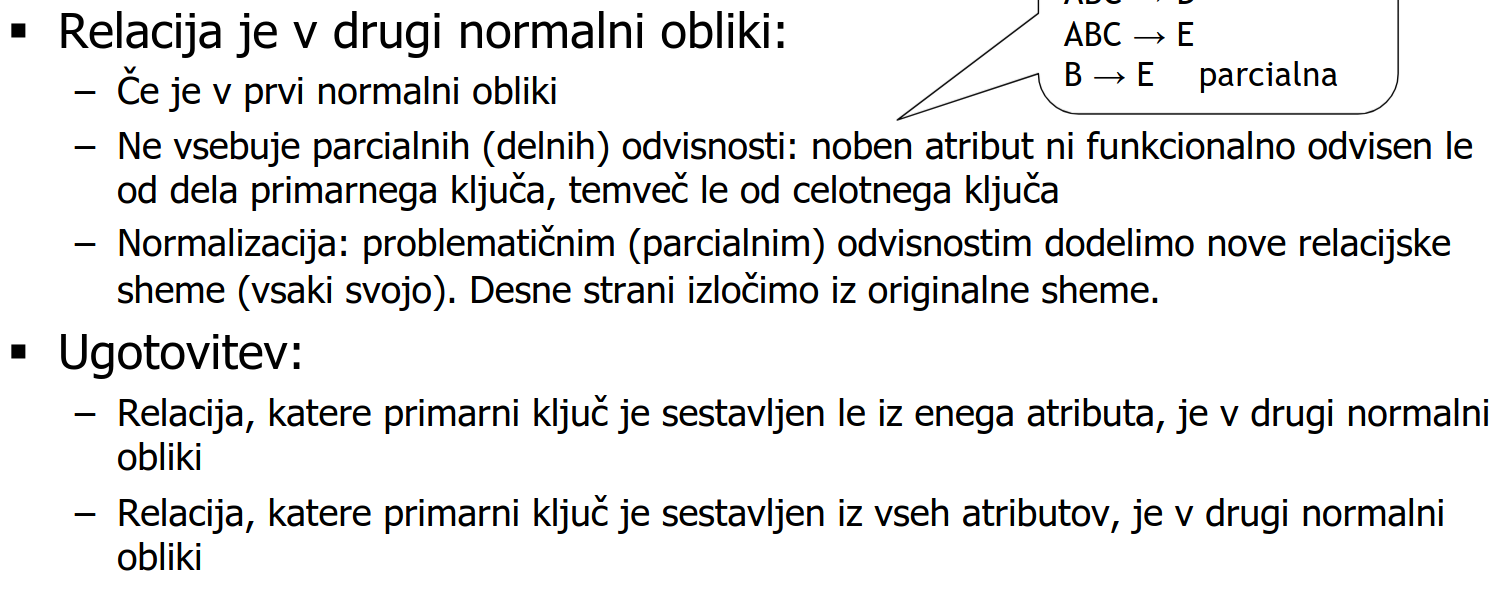 ▪ Relacija je v drugi normalni obliki:
ABC → E
B → E parcialna
– Če je v prvi normalni obliki
– Ne vsebuje parcialnih (delnih) odvisnosti: noben atribut ni funkcionalno odvisen le
od dela primarnega ključa, temveč le od celotnega ključa
– Normalizacija: problematičnim (parcialnim) odvisnostim dodelimo nove relacijske
sheme (vsaki svojo). Desne strani izločimo iz originalne sheme.
▪ Ugotovitev:
– Relacija, katere primarni ključ je sestavljen le iz enega atributa, je v drugi normalni
obliki
– Relacija, katere primarni ključ je sestavljen iz vseh atributov, je v drugi normalni
obliki